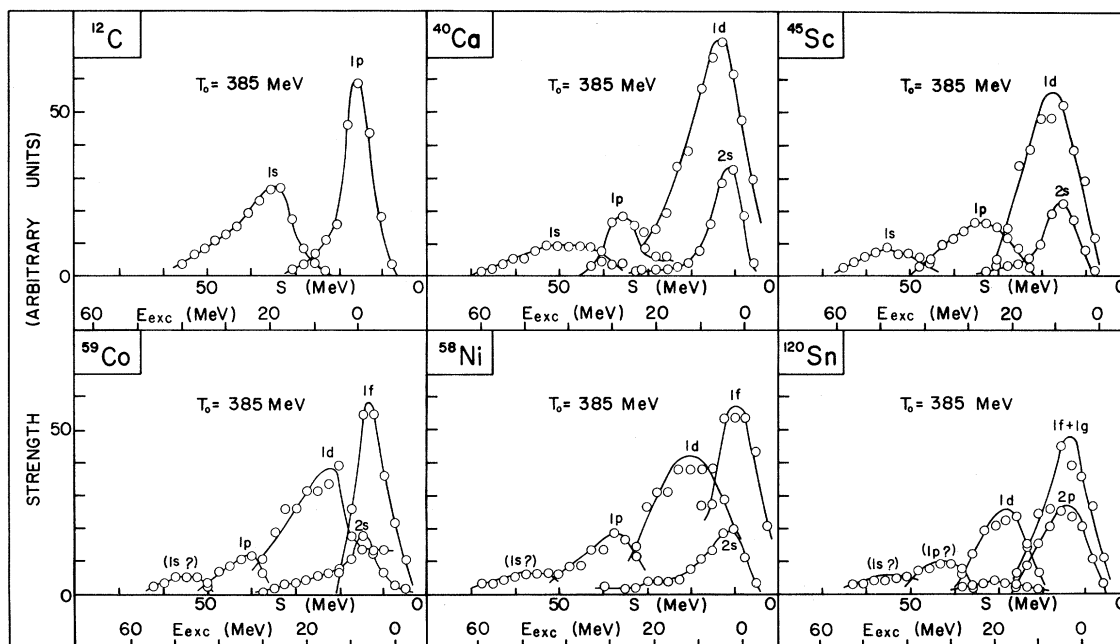 STRENGTH (ARBITRARY UNITS)
¹²C
T₀ = 385 MeV
1s
1p
50
0
50 S (MeV) 0
60 Eexc (MeV) 20 0
⁴⁰Ca
T₀ = 385 MeV
1s
1p
1d
2s
50 S (MeV) 0
60 Eexc (MeV) 20 0
⁴⁵Sc
T₀ = 385 MeV
1s
1p
1d
2s
50 S (MeV) 0
60 Eexc (MeV) 20 0
⁵⁹Co
T₀ = 385 MeV
(1s ?)
1p
1d
2s
1f
50
0
50 S (MeV) 0
60 Eexc (MeV) 20 0
⁵⁸Ni
T₀ = 385 MeV
(1s ?)
1p
1d
2s
1f
50 S (MeV) 0
60 Eexc (MeV) 20 0
¹²⁰Sn
T₀ = 385 MeV
(1s ?)
(1p ?)
1d
1f+1g
2p
50 S (MeV) 0
60 Eexc (MeV) 20 0